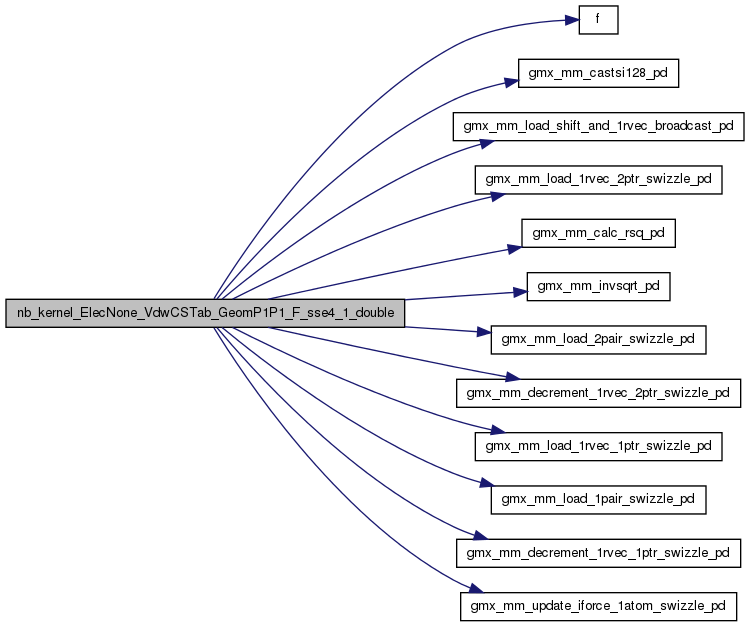 f
gmx_mm_castsi128_pd
gmx_mm_load_shift_and_1rvec_broadcast_pd
gmx_mm_load_1rvec_2ptr_swizzle_pd
gmx_mm_calc_rsq_pd
gmx_mm_invsqrt_pd
nb_kernel_ElecNone_VdwCSTab_GeomP1P1_F_sse4_1_double
gmx_mm_load_2pair_swizzle_pd
gmx_mm_decrement_1rvec_2ptr_swizzle_pd
gmx_mm_load_1rvec_1ptr_swizzle_pd
gmx_mm_load_1pair_swizzle_pd
gmx_mm_decrement_1rvec_1ptr_swizzle_pd
gmx_mm_update_iforce_1atom_swizzle_pd